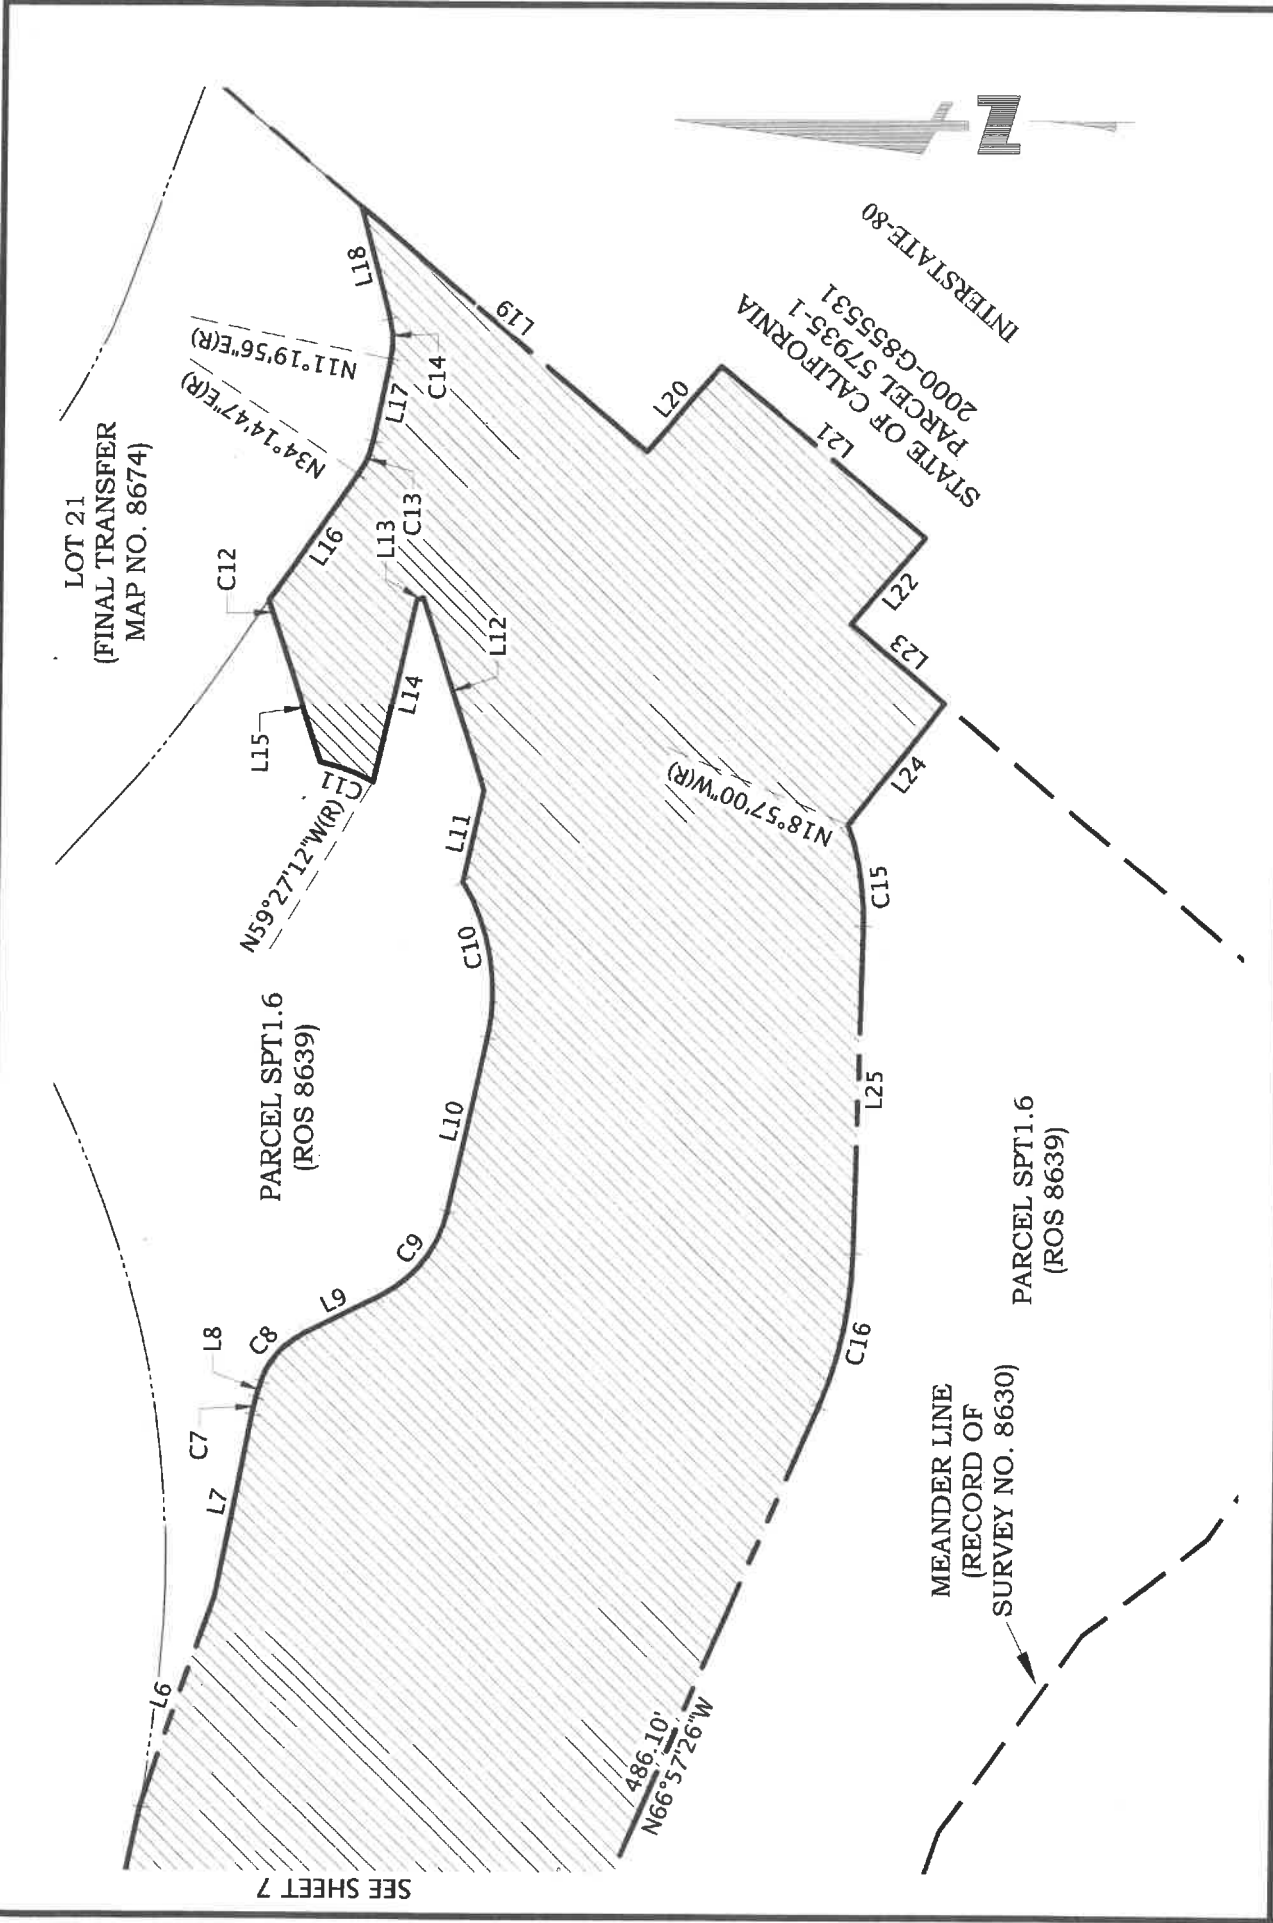 LOT 21
(FINAL TRANSFER
MAP NO. 8674)
N11°19'56"E(R)
N34°14'47"E(R)
L18
L19
C14
L17
C13
L13
L16
C12
L12
L14
L15
C11
N59°27'12"W(R)
L11
C10
L10
C9
L9
C8
L8
C7
L7
L6
PARCEL SPT1.6
(ROS 8639)
SEE SHEET 7
INTERSTATE-80
STATE OF CALIFORNIA
PARCEL 57935-1
2000-G855531
L20
L21
L22
L23
L24
N18°57'00"W(R)
C15
L25
C16
486.10'
N66°57'26"W
PARCEL SPT1.6
(ROS 8639)
MEANDER LINE
(RECORD OF
SURVEY NO. 8630)
N